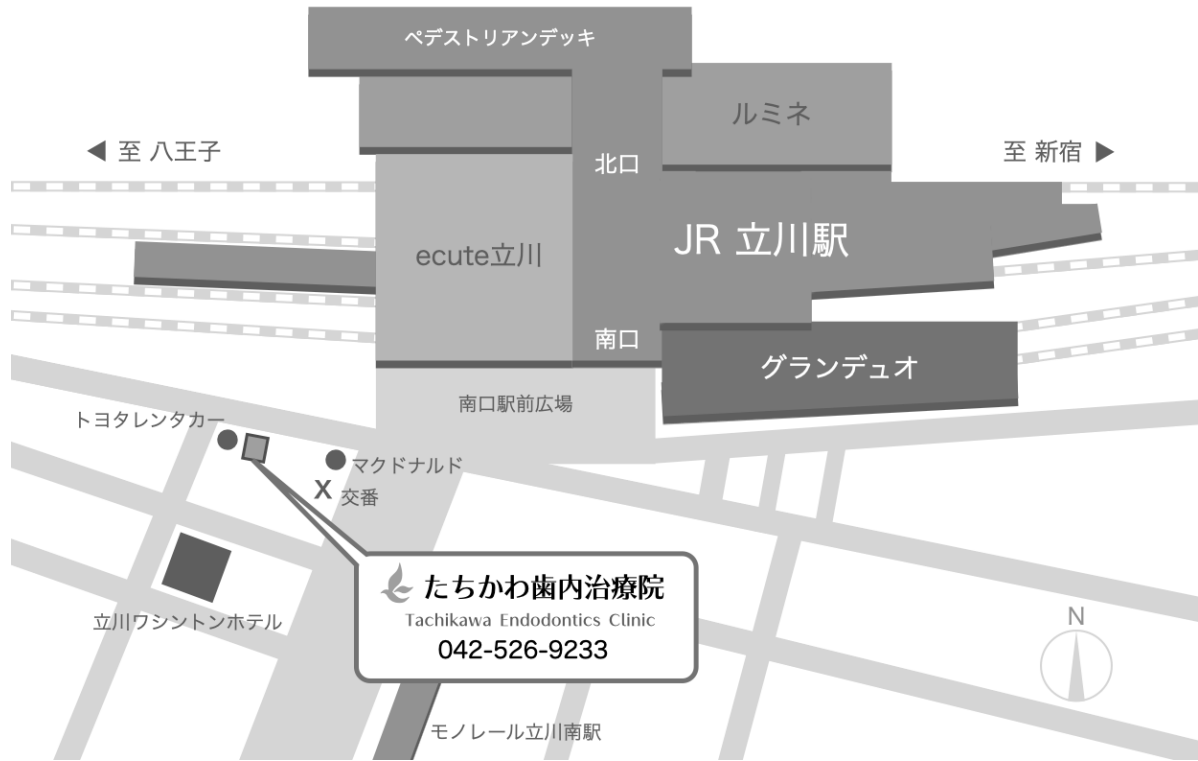 ペデストリアンデッキ
ルミネ
◀ 至 八王子
至 新宿 ▶
北口
JR 立川駅
ecute立川
南口
グランデュオ
南口駅前広場
トヨタレンタカー
マクドナルド
X 交番
たちかわ歯内治療院
Tachikawa Endodontics Clinic
042-526-9233
立川ワシントンホテル
N
モノレール立川南駅